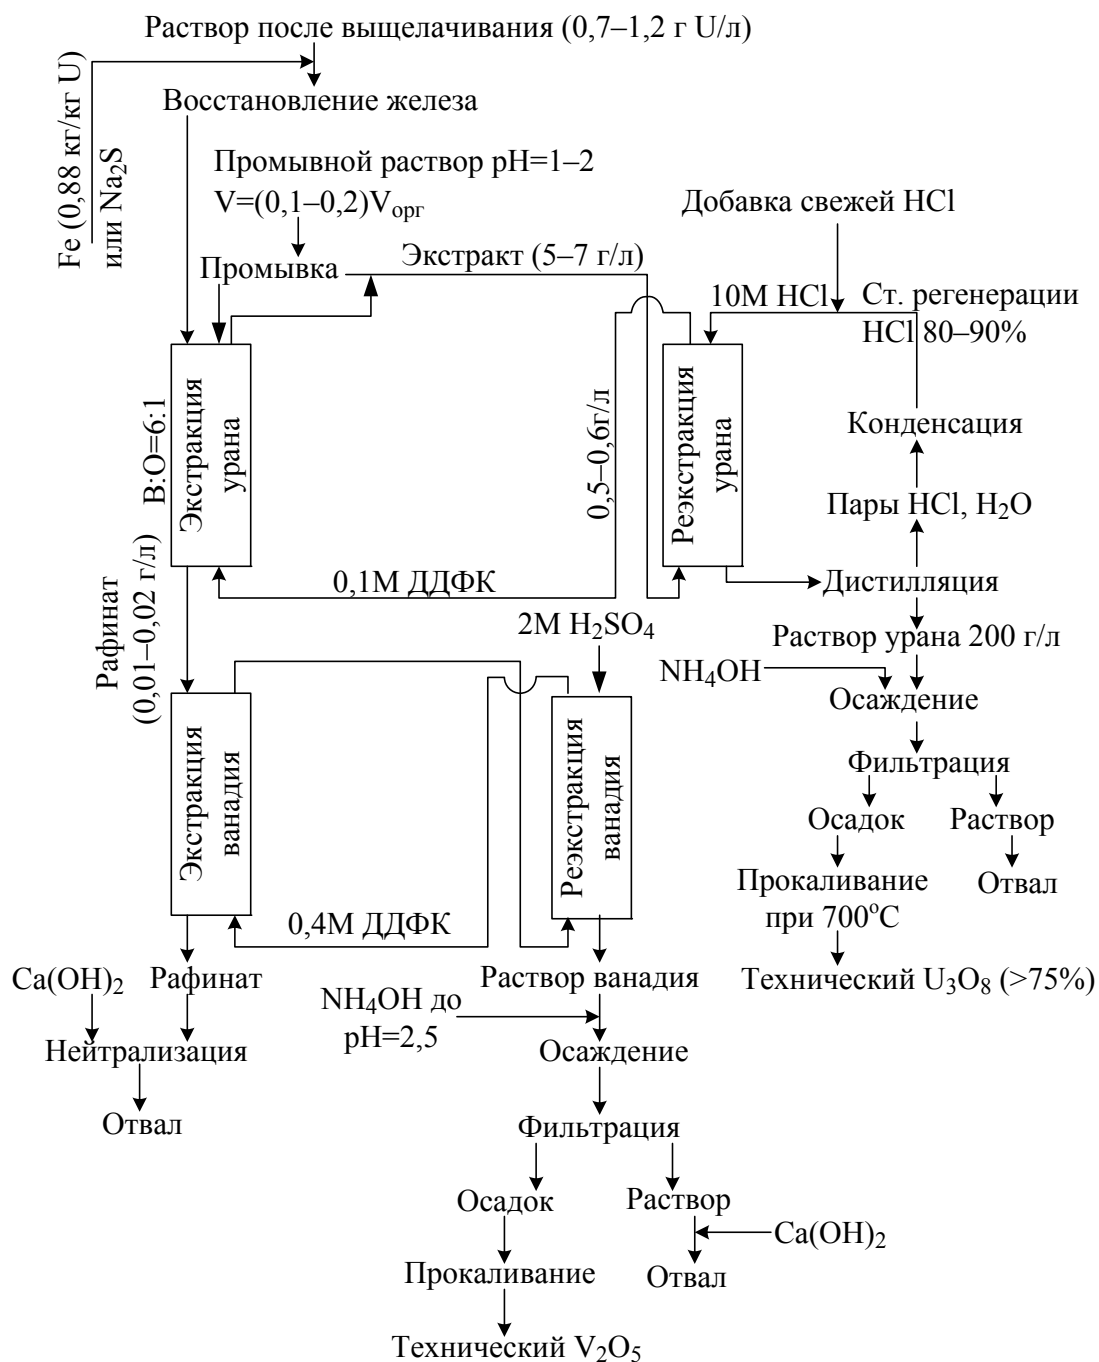 Раствор после выщелачивания (0,7–1,2 г U/л)
Fe (0,88 кг/кг U)
или Na₂S
Восстановление железа
Промывной раствор pH=1–2
V=(0,1–0,2)Vорг
Добавка свежей HCl
Промывка
Экстракт (5–7 г/л)
10М HCl
Ст. регенерации
HCl 80–90%
В:О=6:1
Экстракция
урана
0,5–0,6г/л
Реэкстракция
урана
Конденсация
Пары HCl, H₂O
Рафинат
(0,01–0,02 г/л)
0,1М ДДФК
Дистилляция
2М H₂SO₄
Раствор урана 200 г/л
NH₄OH
Осаждение
Экстракция
ванадия
Реэкстракция
ванадия
Фильтрация
Осадок
Раствор
Прокаливание
при 700°С
Отвал
0,4М ДДФК
Ca(OH)₂
Рафинат
Раствор ванадия
Технический U₃O₈ (>75%)
NH₄OH до
pH=2,5
Нейтрализация
Осаждение
Отвал
Фильтрация
Осадок
Раствор
Ca(OH)₂
Прокаливание
Отвал
Технический V₂O₅